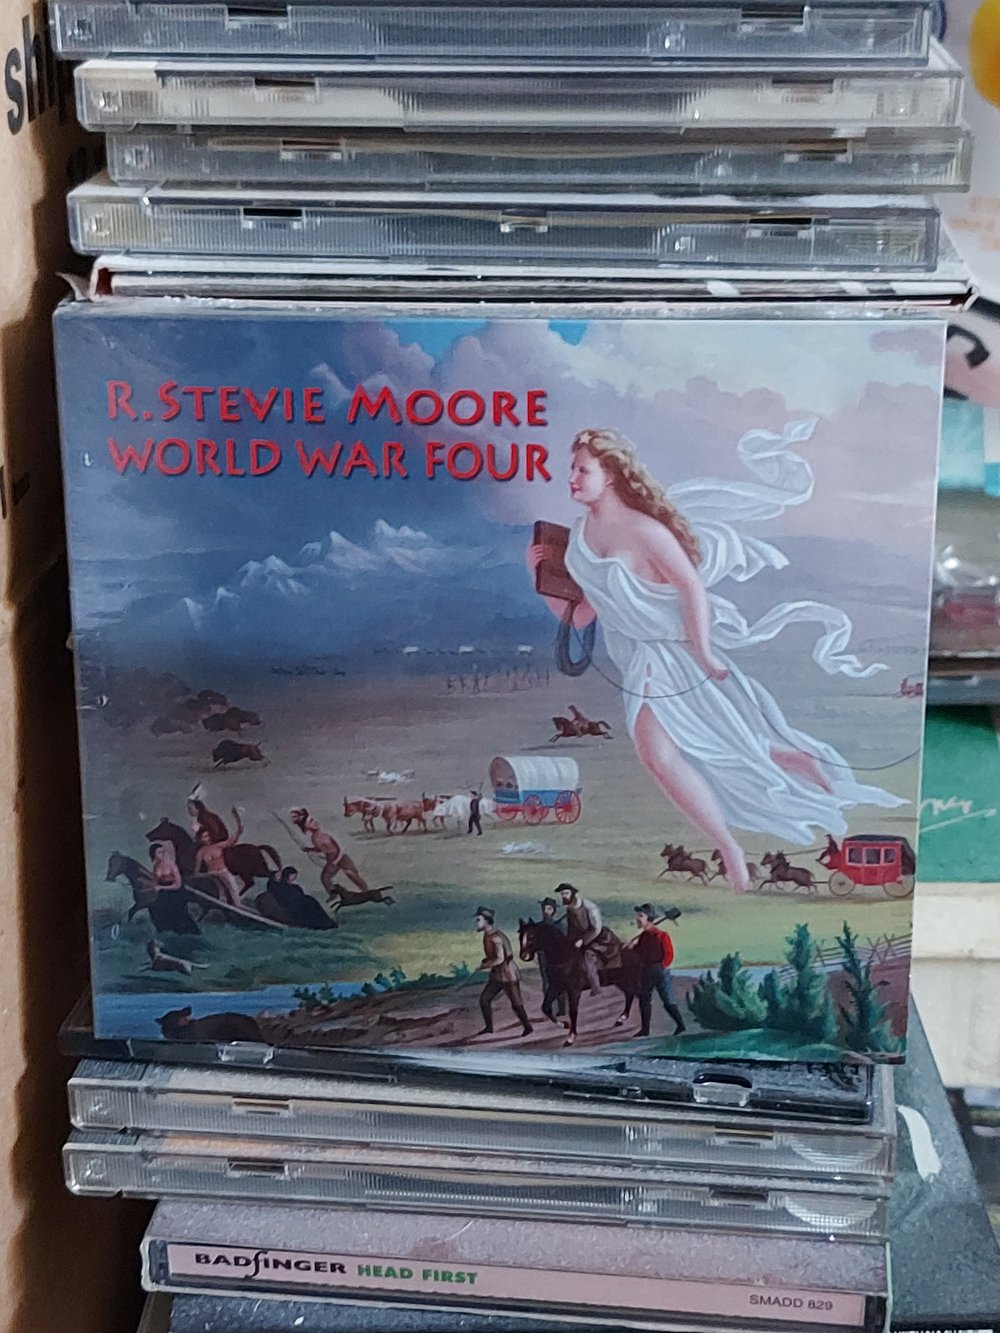 R. STEVIE MOORE
WORLD WAR FOUR
BADFINGER HEAD FIRST
SMADD 829